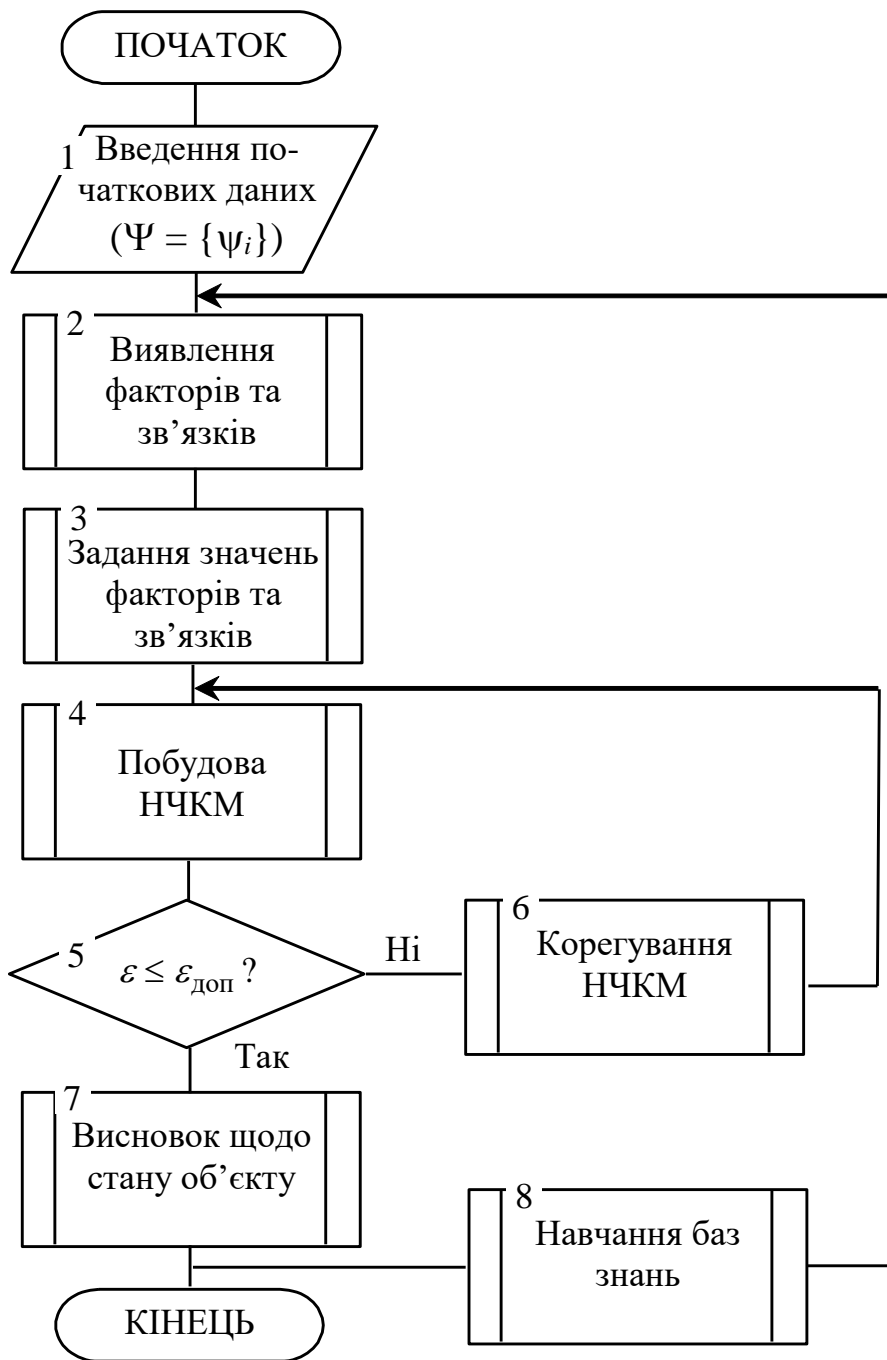 ПОЧАТОК
1
Введення по-
чаткових даних
(Ψ = {ψi})
2
Виявлення
факторів та
зв’язків
3
Задання значень
факторів та
зв’язків
4
Побудова
НЧКМ
5
ε ≤ εдоп ?
Ні
6
Корегування
НЧКМ
Так
7
Висновок щодо
стану об’єкту
8
Навчання баз
знань
КІНЕЦЬ